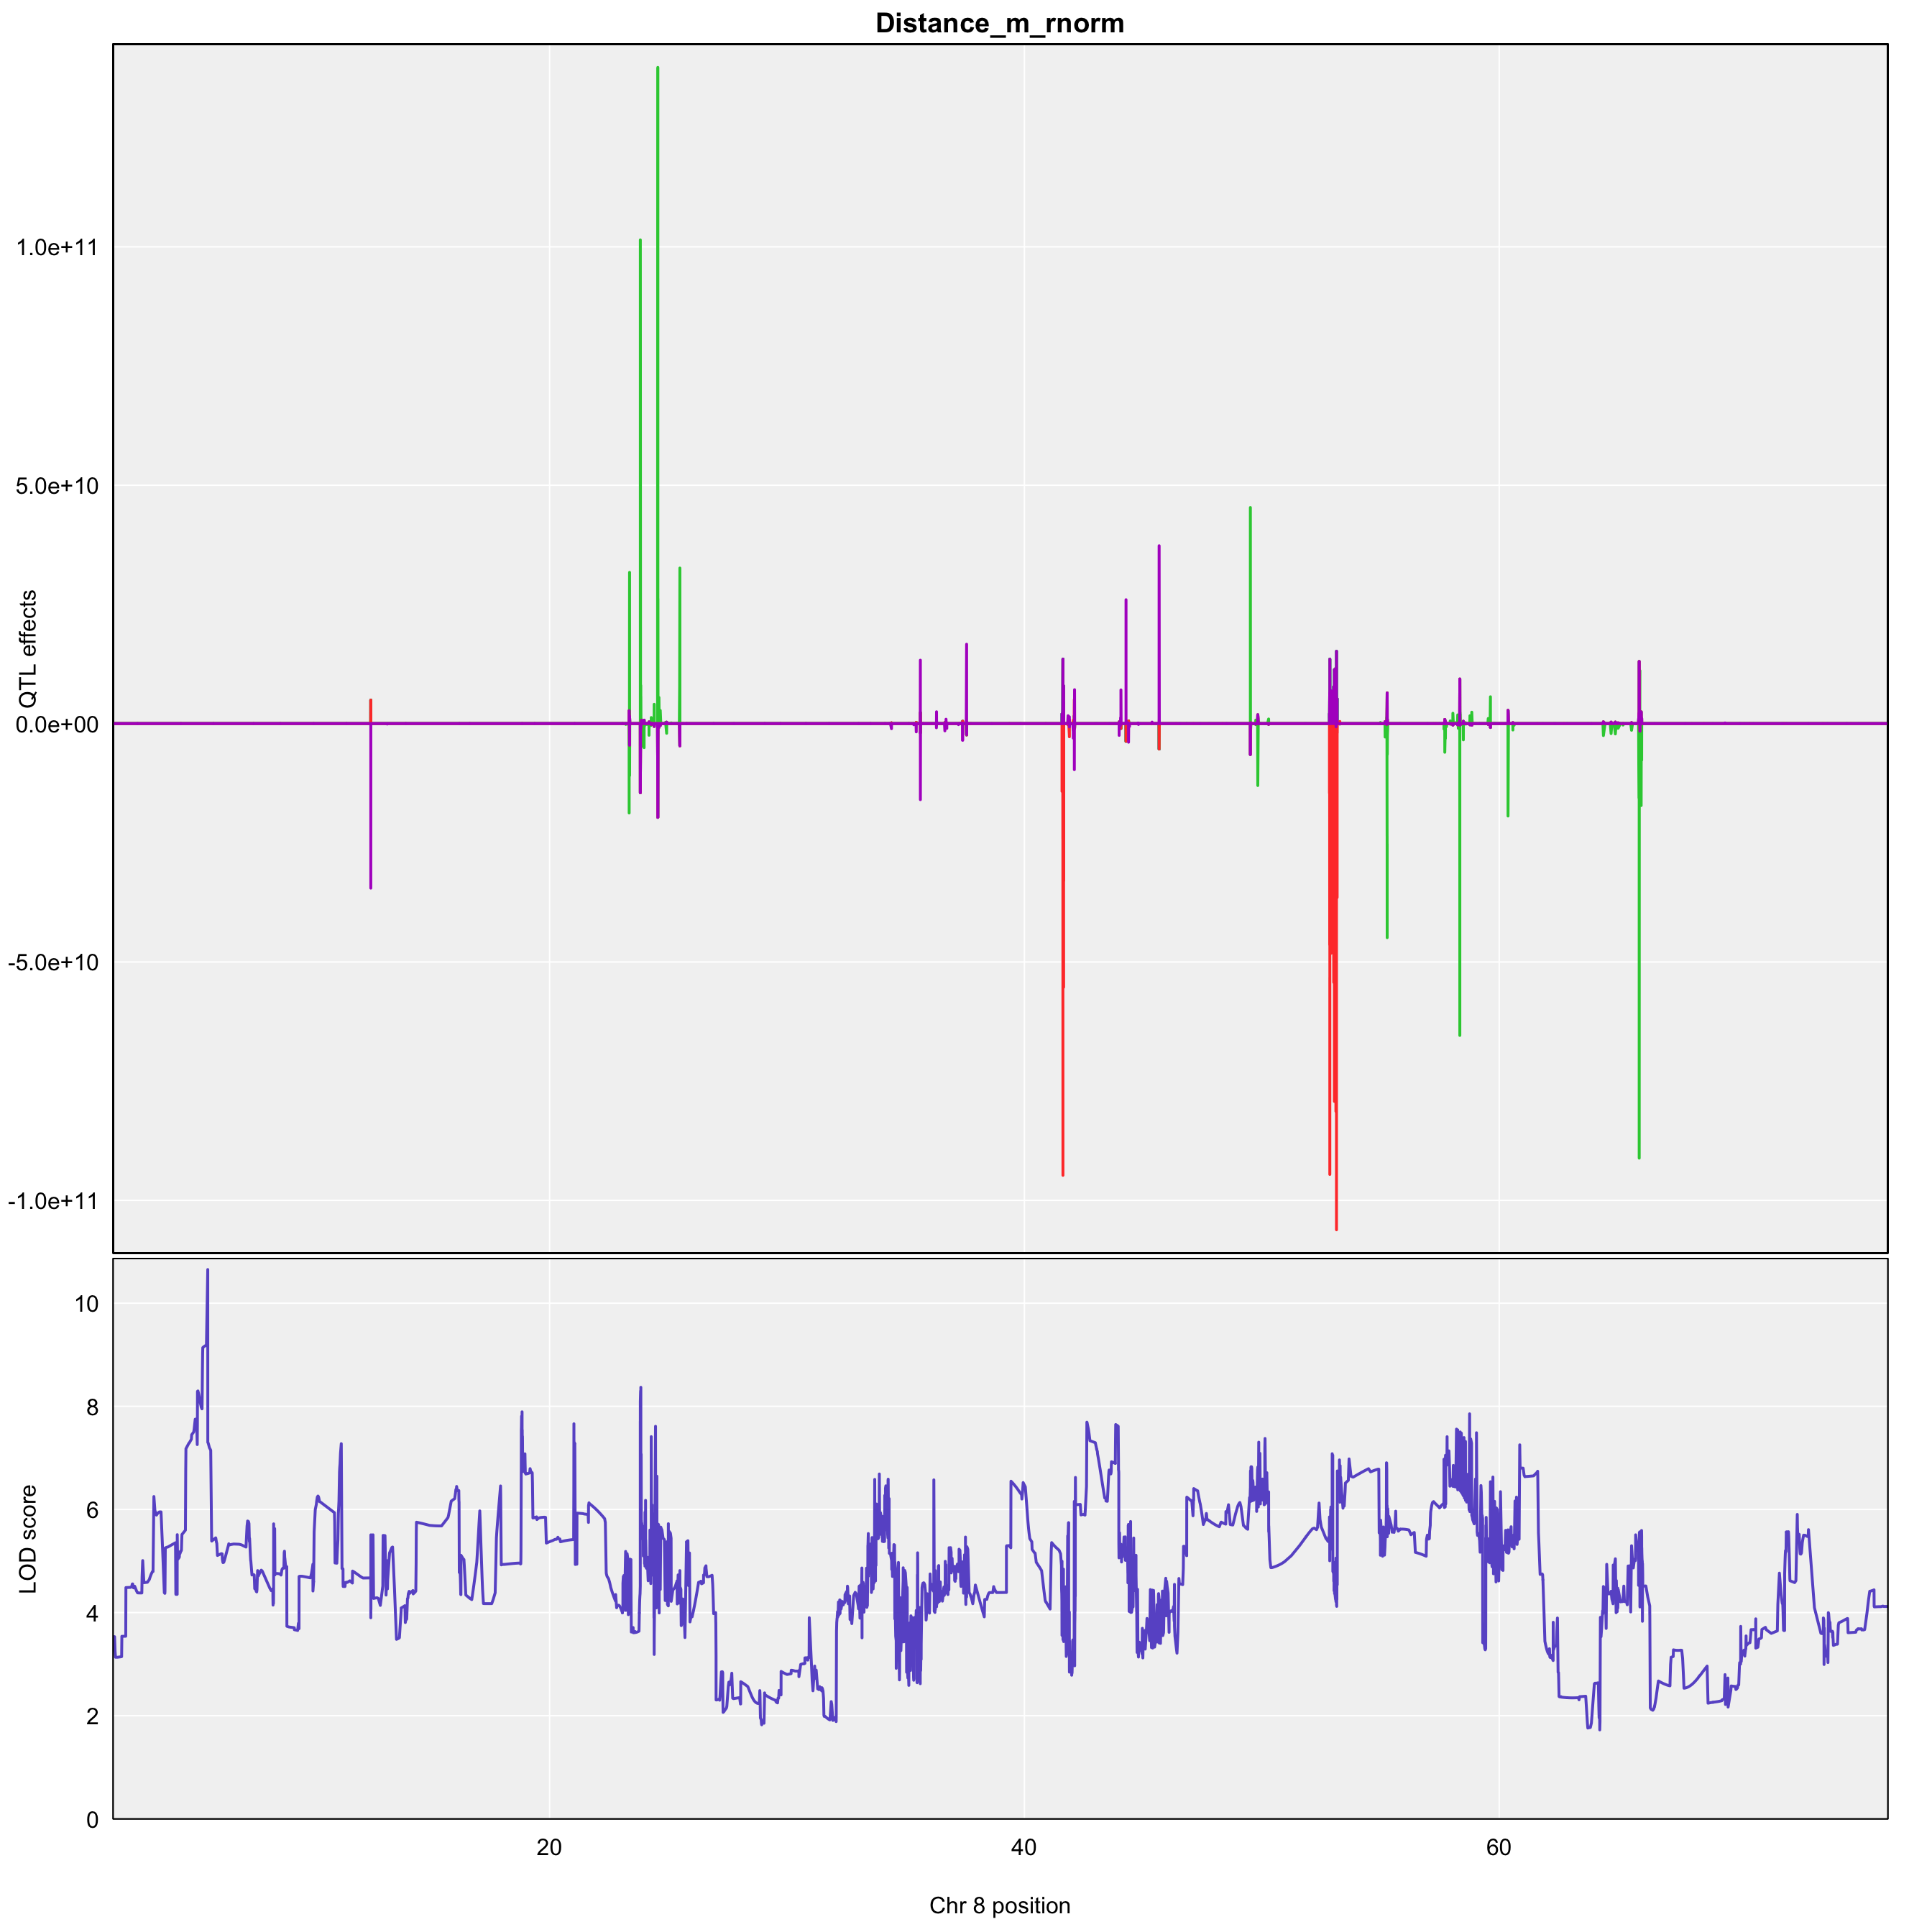 Distance_m_rnorm
1.0e+11
5.0e+10
0.0e+00
-5.0e+10
-1.0e+11
QTL effects
10
8
6
4
2
0
LOD score
20 40 60
Chr 8 position